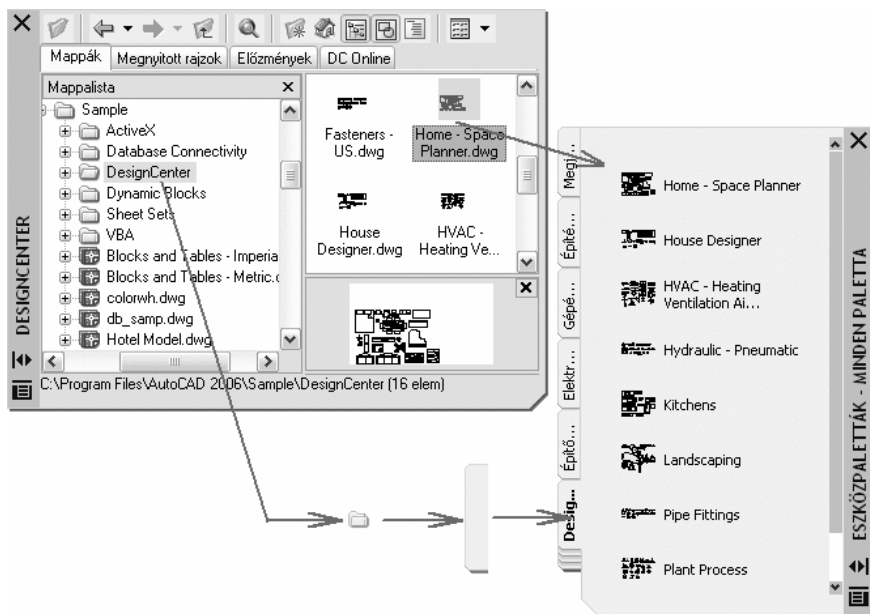 Mappák
Megnyitott rajzok
Előzmények
DC Online
Mappalista
Sample
ActiveX
Database Connectivity
DesignCenter
Dynamic Blocks
Sheet Sets
VBA
Blocks and Tables - Imperia
Blocks and Tables - Metric.
colorwh.dwg
db_samp.dwg
Hotel Model.dwg
Fasteners -
US.dwg
Home - Space
Planner.dwg
House
Designer.dwg
HVAC -
Heating Ve...
C:\Program Files\AutoCAD 2006\Sample\DesignCenter (16 elem)
DESIGNCENTER
Megj...
Építé...
Gépé...
Elektr...
Építő...
Desig...
Home - Space Planner
House Designer
HVAC - Heating
Ventilation Ai...
Hydraulic - Pneumatic
Kitchens
Landscaping
Pipe Fittings
Plant Process
ESZKÖZPALETTÁK - MINDEN PALETTA